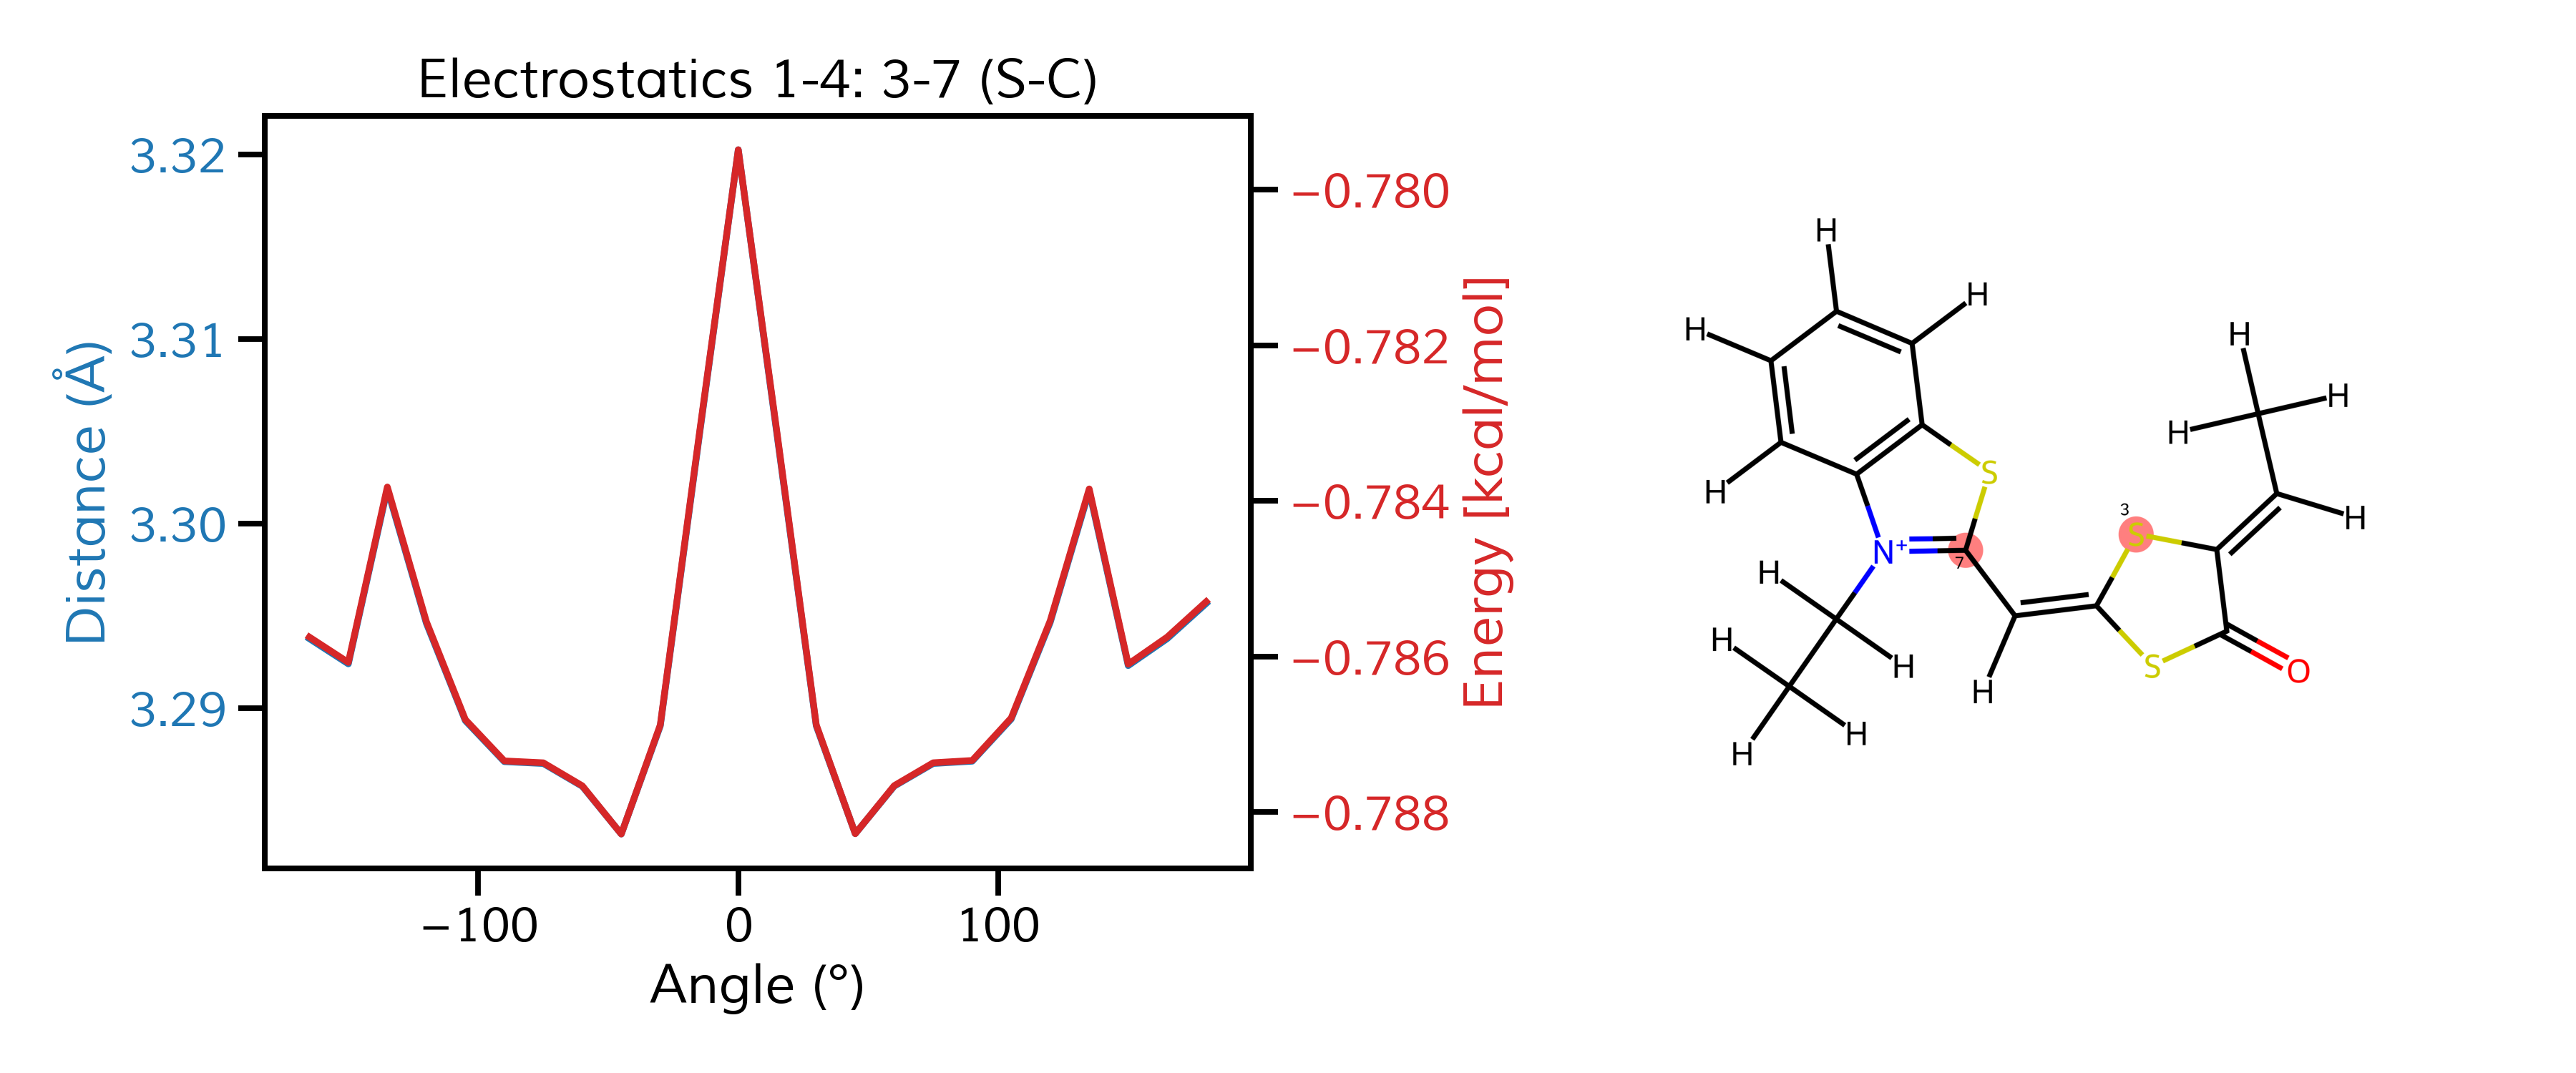 Electrostatics 1-4: 3-7 (S-C)
3.32
3.31
3.30
3.29
Distance (Å)
−0.780
−0.782
−0.784
−0.786
−0.788
Energy [kcal/mol]
−100
0
100
Angle (°)
H
H
H
H
S
N+
7
3
S
S
O
H
H
H
H
H
H
H
H
H
H